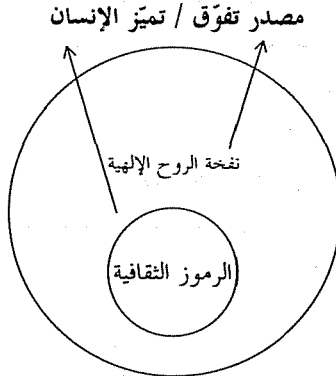 مصدر تفوّق / تميّز الإنسان
نفخة الروح الإلهية
الرموز الثقافية